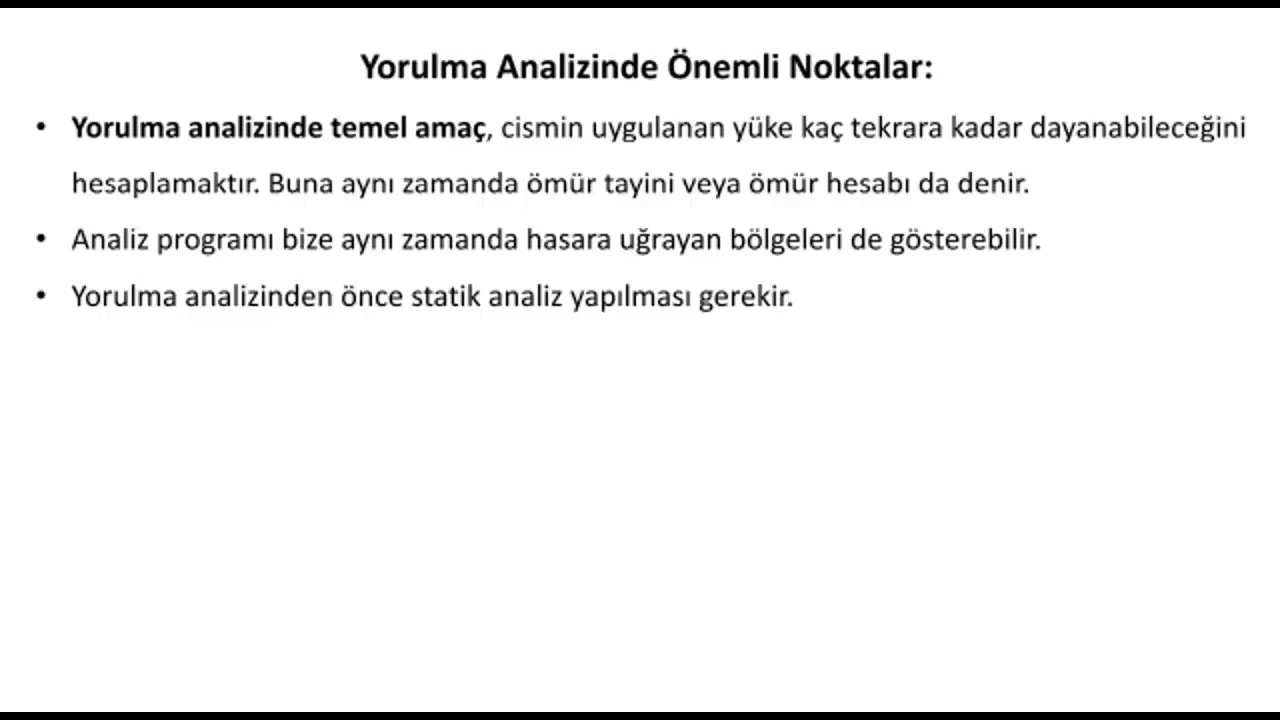 Yorulma Analizinde Önemli Noktalar:
• Yorulma analizinde temel amaç, cismin uygulanan yüke kaç tekrara kadar dayanabileceğini
hesaplamaktır. Buna aynı zamanda ömür tayini veya ömür hesabı da denir.
• Analiz programı bize aynı zamanda hasara uğrayan bölgeleri de gösterebilir.
• Yorulma analizinden önce statik analiz yapılması gerekir.